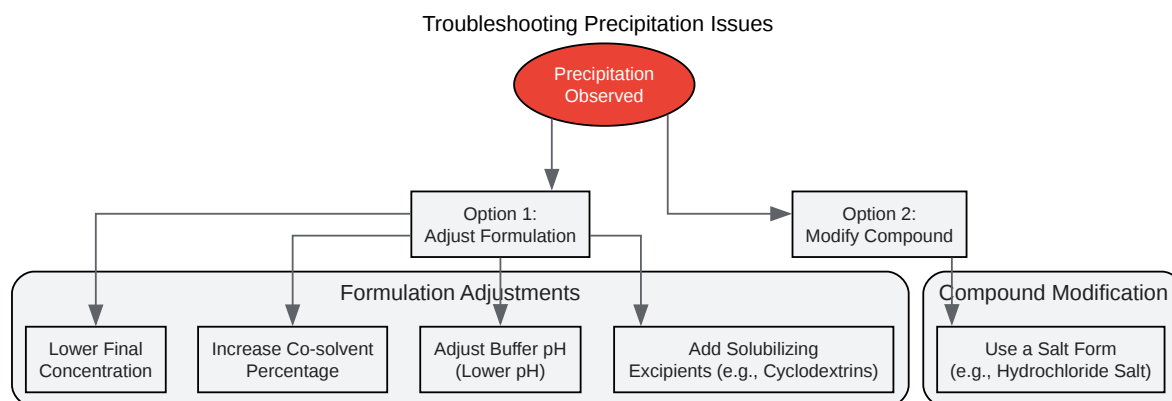 Troubleshooting Precipitation Issues
Precipitation
Observed
Option 1:
Adjust Formulation
Option 2:
Modify Compound
Formulation Adjustments
Compound Modification
Lower Final
Concentration
Increase Co-solvent
Percentage
Adjust Buffer pH
(Lower pH)
Add Solubilizing
Excipients (e.g., Cyclodextrins)
Use a Salt Form
(e.g., Hydrochloride Salt)